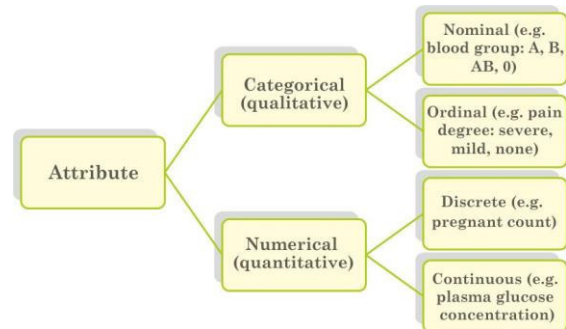 Attribute
Categorical
(qualitative)
Nominal (e.g.
blood group: A, B,
AB, 0)
Ordinal (e.g. pain
degree: severe,
mild, none)
Numerical
(quantitative)
Discrete (e.g.
pregnant count)
Continuous (e.g.
plasma glucose
concentration)